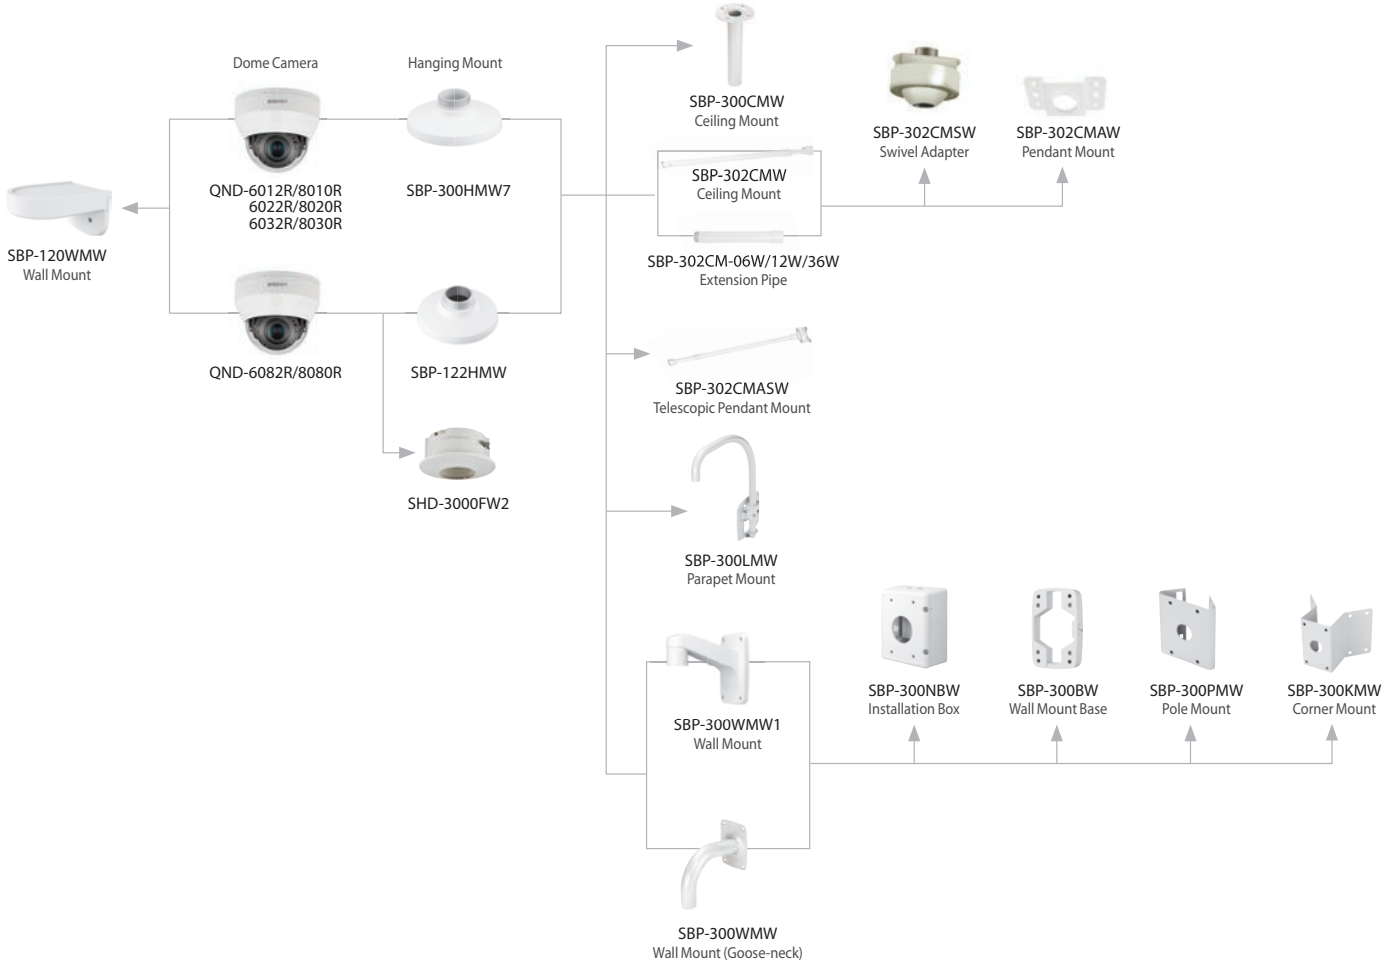 Dome Camera
Hanging Mount
QND-6012R/8010R
6022R/8020R
6032R/8030R
SBP-300HMW7
SBP-120WMW
Wall Mount
QND-6082R/8080R
SBP-122HMW
SHD-3000FW2
SBP-300CMW
Ceiling Mount
SBP-302CMW
Ceiling Mount
SBP-302CM-06W/12W/36W
Extension Pipe
SBP-302CMSW
Swivel Adapter
SBP-302CMAW
Pendant Mount
SBP-302CMASW
Telescopic Pendant Mount
SBP-300LMW
Parapet Mount
SBP-300WMW1
Wall Mount
SBP-300NBW
Installation Box
SBP-300BW
Wall Mount Base
SBP-300PMW
Pole Mount
SBP-300KMW
Corner Mount
SBP-300WMW
Wall Mount (Goose-neck)